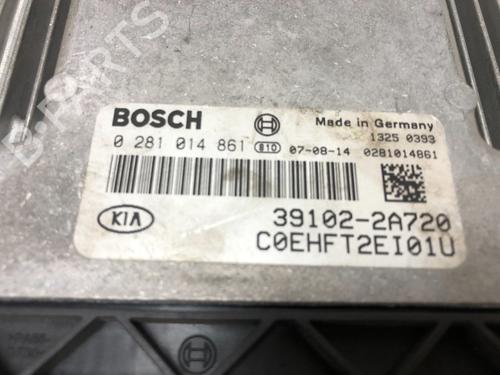 B-PARTS
BOSCH
Made in Germany
1325 0393
0 281 014 861 B10 07-08-14 0281014861
KIA
39102-2A720
C0EHFT2EI01U